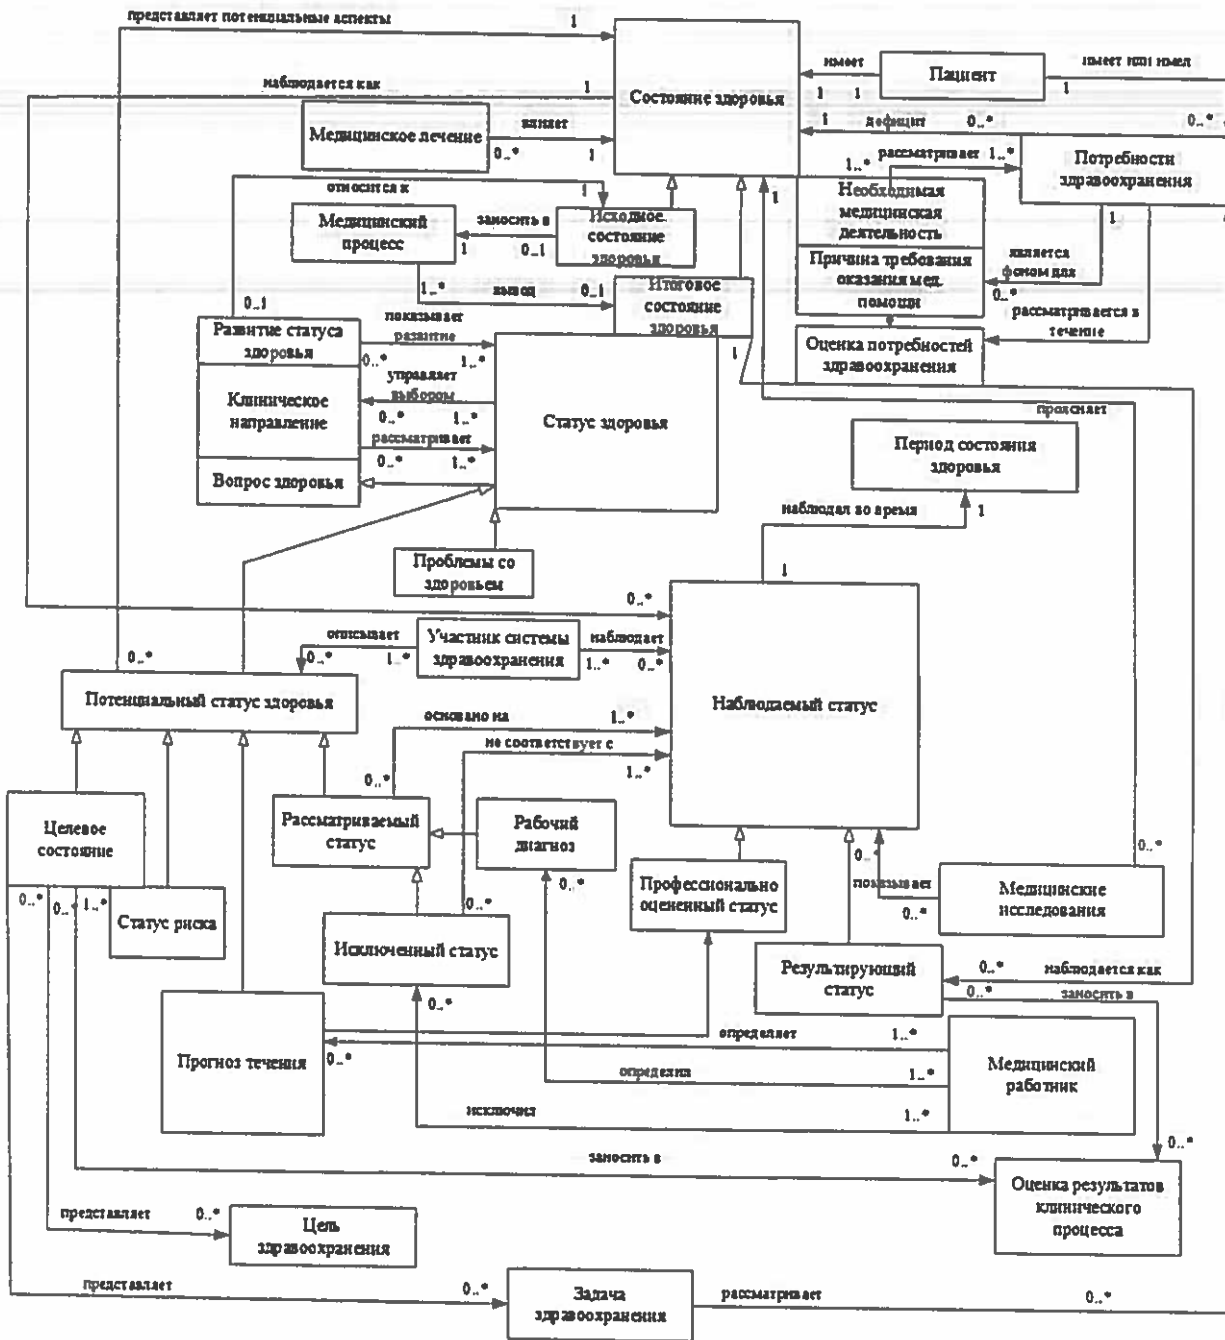 представляет потенциальные аспекты
1
наблюдается как
1
Состояние здоровья
имеет
1
1
Пациент
имеет или имел
1
Медицинское лечение
влияет
0..*
1
1
дефицит
0..*
0..*
рассматривает
1..*
1..*
Потребности
здравоохранения
1
1
относится к
1
Медицинский
процесс
заносить в
1
0..1
Исходное
состояние
здоровья
Необходимая
медицинская
деятельность
Причина требования
оказания мед.
помощи
является
фоном для
0..*
1..*
вывод
0..1
Итоговое
состояние
здоровья
рассматривается в
течение
Оценка потребностей
здравоохранения
0..1
показывает
развитие
Развитие статуса
здоровья
0..*
1..*
управляет
выбором
1
Клиническое
направление
0..*
1..*
Статус здоровья
проясняет
рассматривает
0..*
1..*
Вопрос здоровья
Период состояния
здоровья
наблюдал во время
1
Проблемы со
здоровьем
1
0..*
описывает
Участник системы
здравоохранения
наблюдает
0..*
0..*
1..*
1..*
0..*
Потенциальный статус здоровья
Наблюдаемый статус
основано на
1..*
не соответствует с
1..*
0..*
Целевое
состояние
Рассматриваемый
статус
Рабочий
диагноз
0..*
0..*
0..*
0..*
0..*
1..*
Статус риска
0..*
Профессионально
оцененный статус
показывает
0..*
Медицинские
исследования
Исключенный статус
Результирующий
статус
0..*
наблюдается как
0..*
заносить в
0..*
Прогноз течения
0..*
определяет
1..*
определил
1..*
Медицинский
работник
исключил
1..*
0..*
заносить в
0..*
Оценка результатов
клинического
процесса
представляет
0..*
Цель
здравоохранения
представляет
0..*
Задача
здравоохранения
рассматривает
0..*